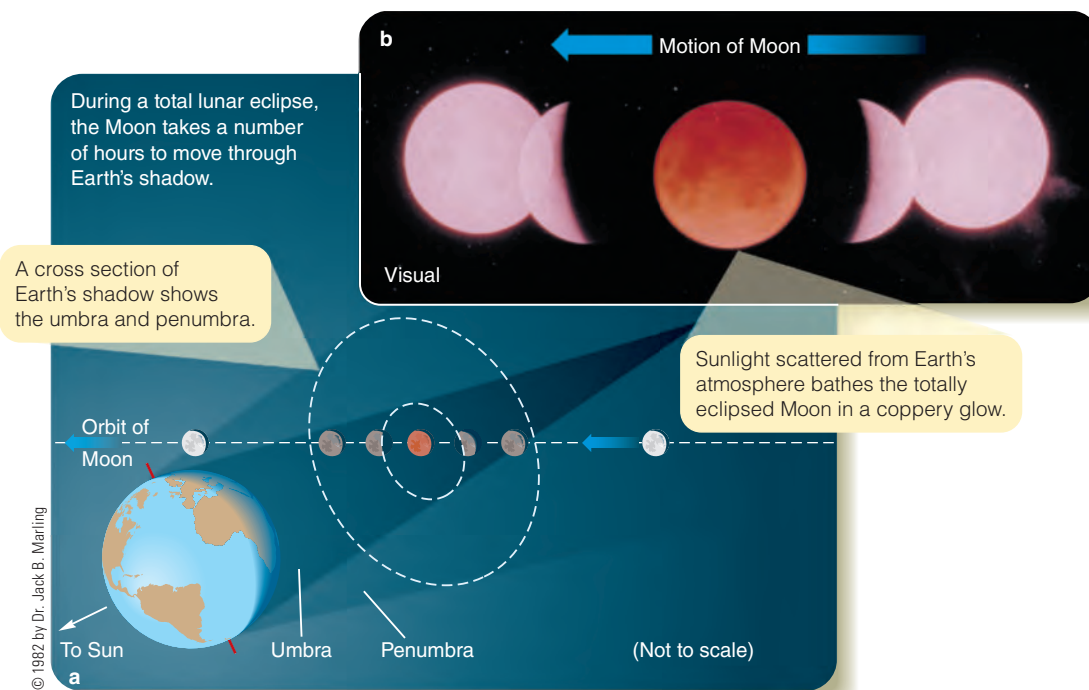 b
Motion of Moon
During a total lunar eclipse,
the Moon takes a number
of hours to move through
Earth's shadow.
A cross section of
Earth's shadow shows
the umbra and penumbra.
Visual
Sunlight scattered from Earth's
atmosphere bathes the totally
eclipsed Moon in a coppery glow.
Orbit of
Moon
To Sun
Umbra
Penumbra
(Not to scale)
a
© 1982 by Dr. Jack B. Marling